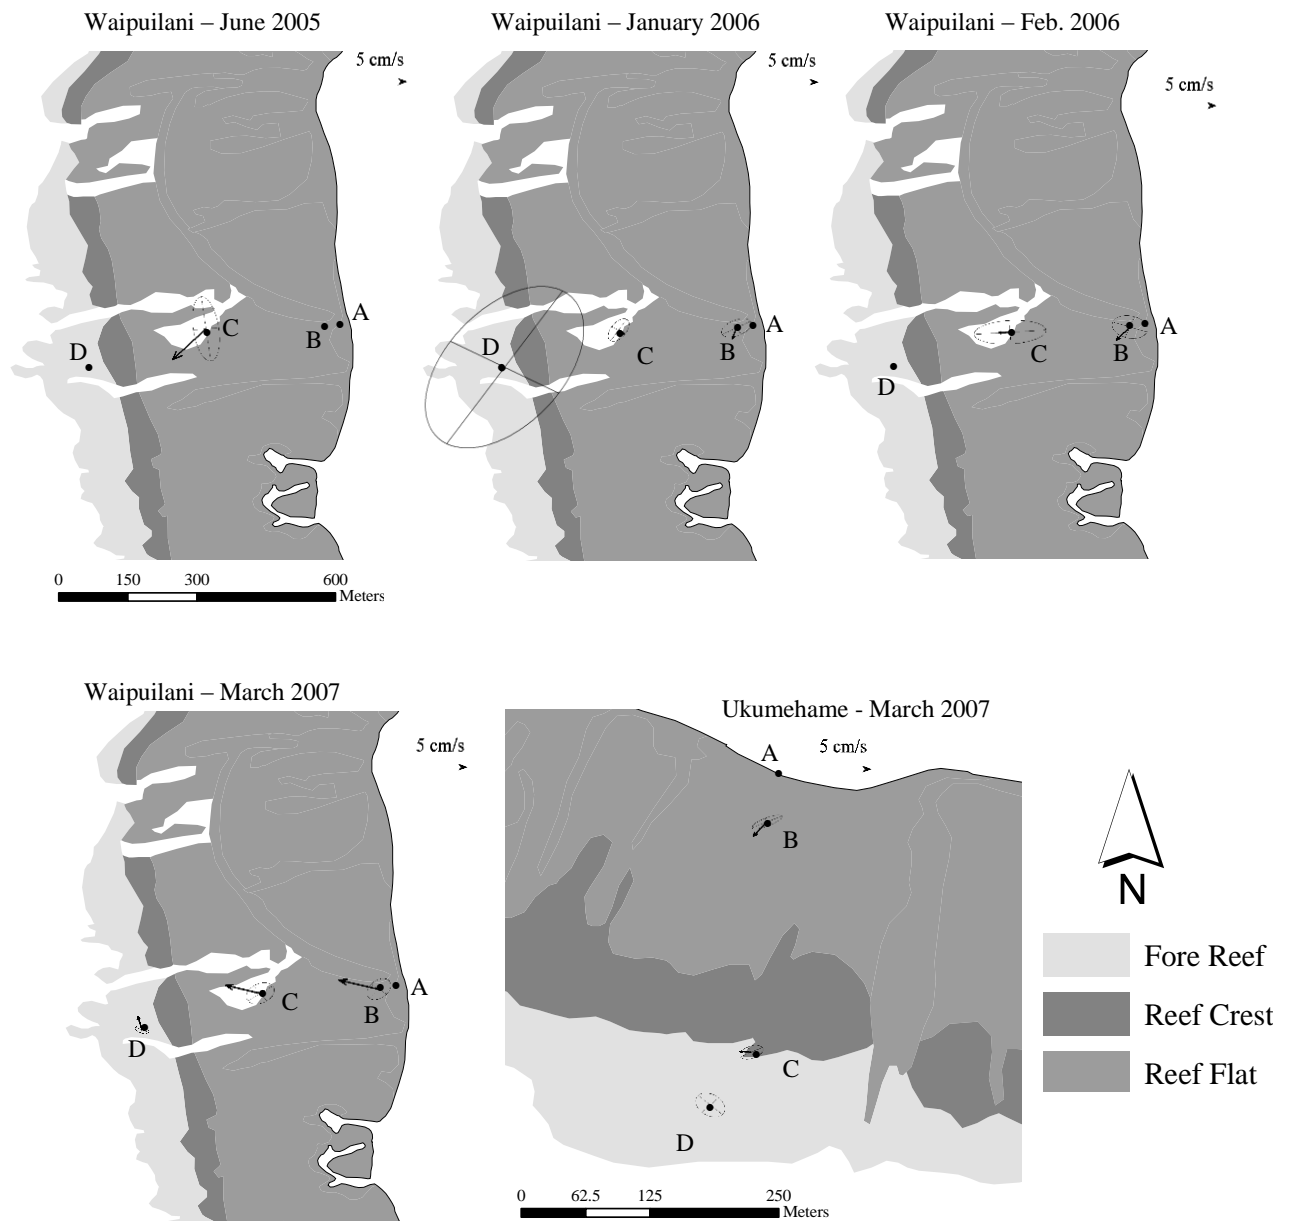 Waipuilani – June 2005
5 cm/s
A
B
C
D
0 150 300 600
Meters
Waipuilani – January 2006
5 cm/s
A
B
C
D
Waipuilani – Feb. 2006
5 cm/s
A
B
C
D
Waipuilani – March 2007
5 cm/s
A
B
C
D
Ukumehame - March 2007
5 cm/s
A
B
C
D
0 62.5 125 250
Meters
N
Fore Reef
Reef Crest
Reef Flat